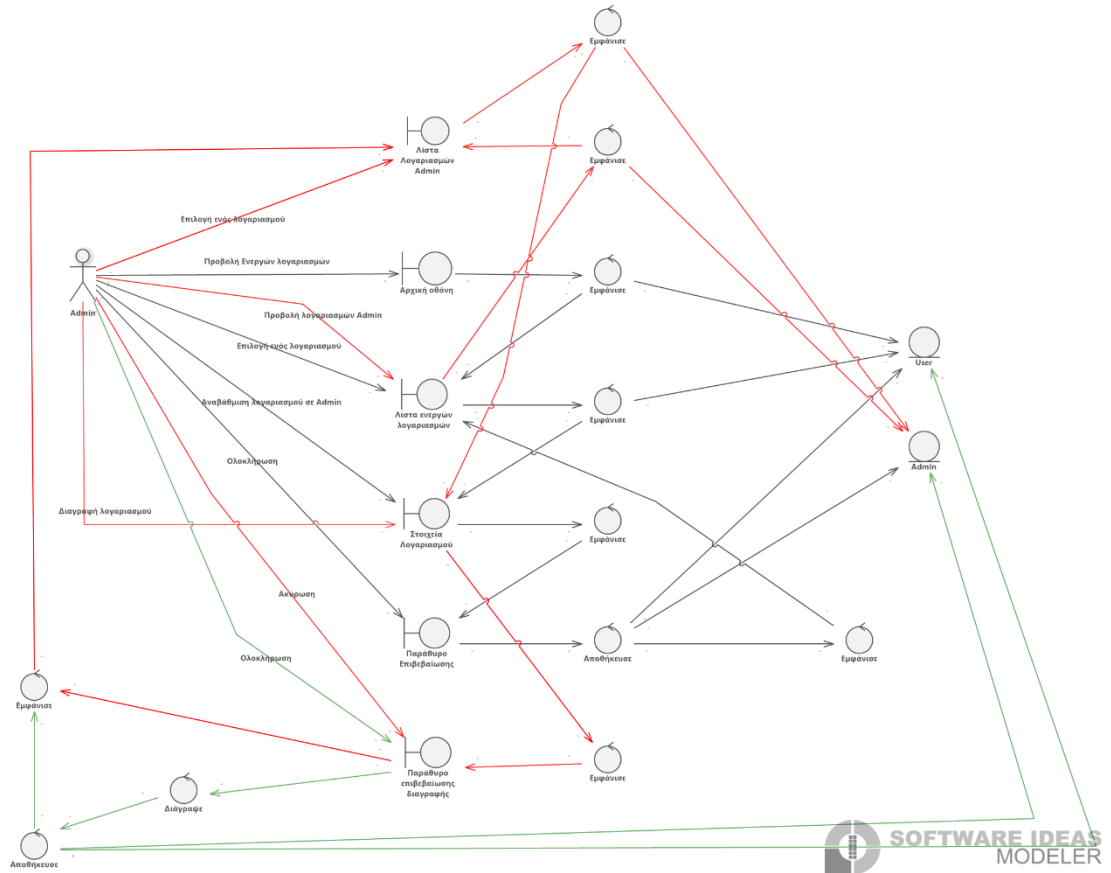 Εμφάνισε
Λίστα
Λογαριασμών
Admin
Εμφάνισε
Επιλογή ενός λογαριασμού
Προβολή Ενεργών λογαριασμών
Αρχική οθόνη
Εμφάνισε
Admin
Προβολή λογαριασμών Admin
Επιλογή ενός λογαριασμού
User
Αναβάθμιση λογαριασμού σε Admin
Λίστα ενεργών
λογαριασμών
Εμφάνισε
Ολοκλήρωση
Admin
Διαγραφή λογαριασμού
Στοιχεία
Λογαριασμού
Εμφάνισε
Ακύρωση
Ολοκλήρωση
Παράθυρο
Επιβεβαίωσης
Αποθήκευσε
Εμφάνισε
Εμφάνισε
Παράθυρο
επιβεβαίωσης
διαγραφής
Εμφάνισε
Διάγραψε
Αποθήκευσε
SOFTWARE IDEAS
MODELER